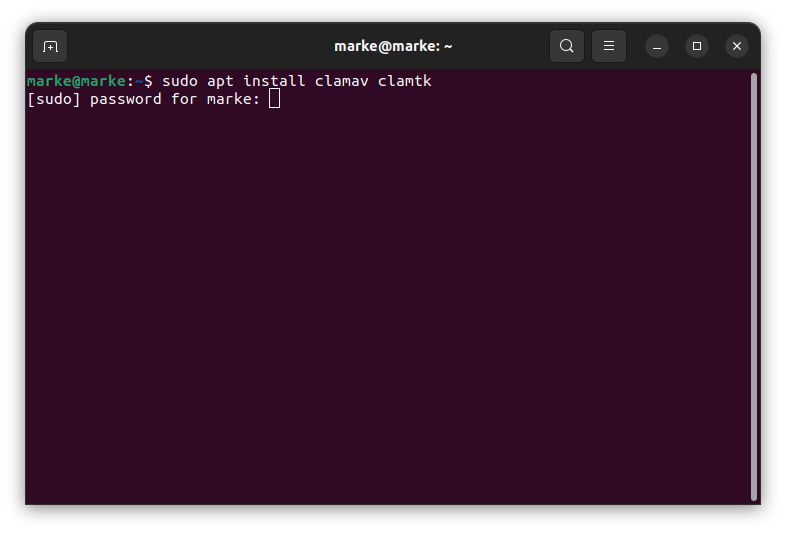 marke@marke: ~
marke@marke:~$ sudo apt install clamav clamtk
[sudo] password for marke: